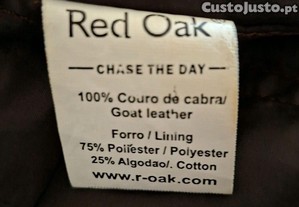 CustoJusto.pt
Red Oak
CHASE THE DAY
100% Couro de cabra/
Goat leather
Forro / Lining
75% Poliester / Polyester
25% Algodao/. Cotton
www.r-oak.com